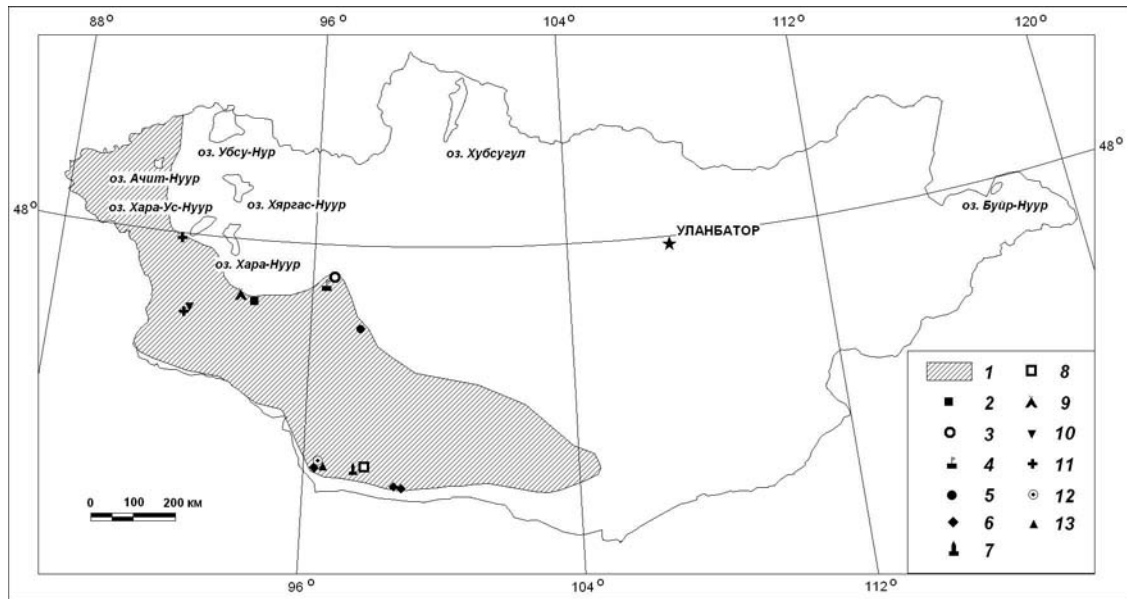 88° 96° 104° 112° 120°
оз. Убсу-Нур
оз. Хубсугул
48°
оз. Ачит-Нуур
оз. Хяргас-Нуур
оз. Буйр-Нуур
48° оз. Хара-Ус-Нуур
УЛАНБАТОР
оз. Хара-Нуур
1 8
2 9
3 10
4 11
5 12
6 13
7
0 100 200 км
96° 104° 112°